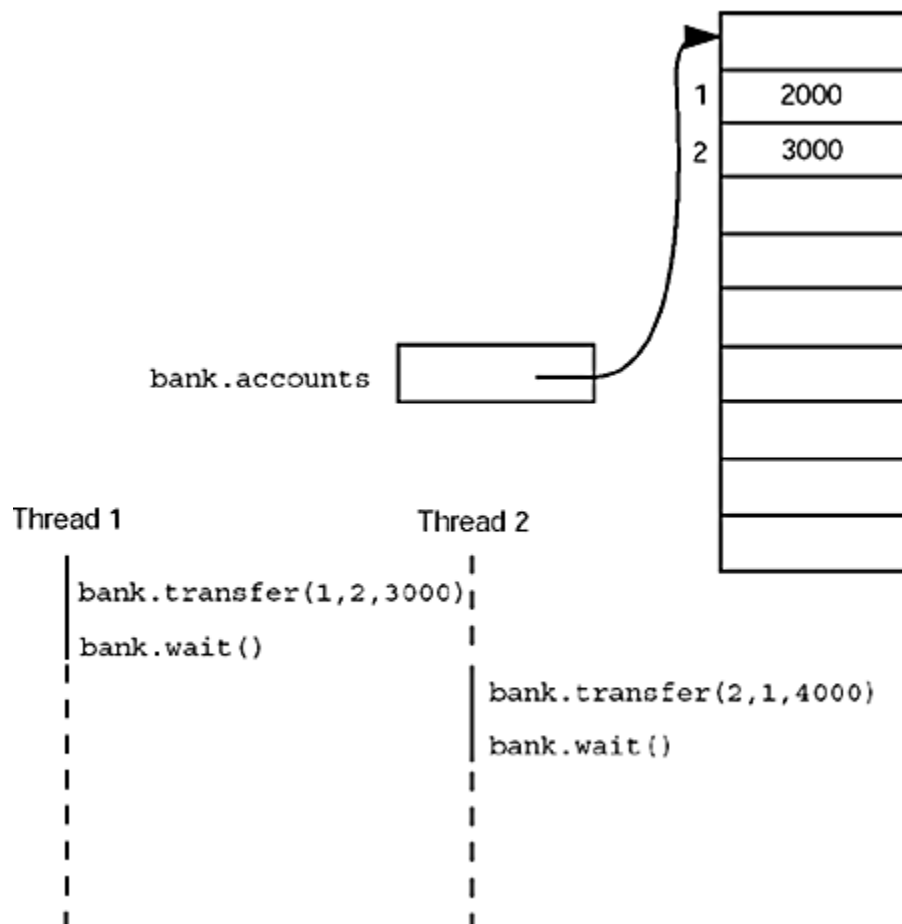 1 2000
2 3000
bank.accounts
Thread 1 Thread 2
bank.transfer(1,2,3000)
bank.wait()
bank.transfer(2,1,4000)
bank.wait()